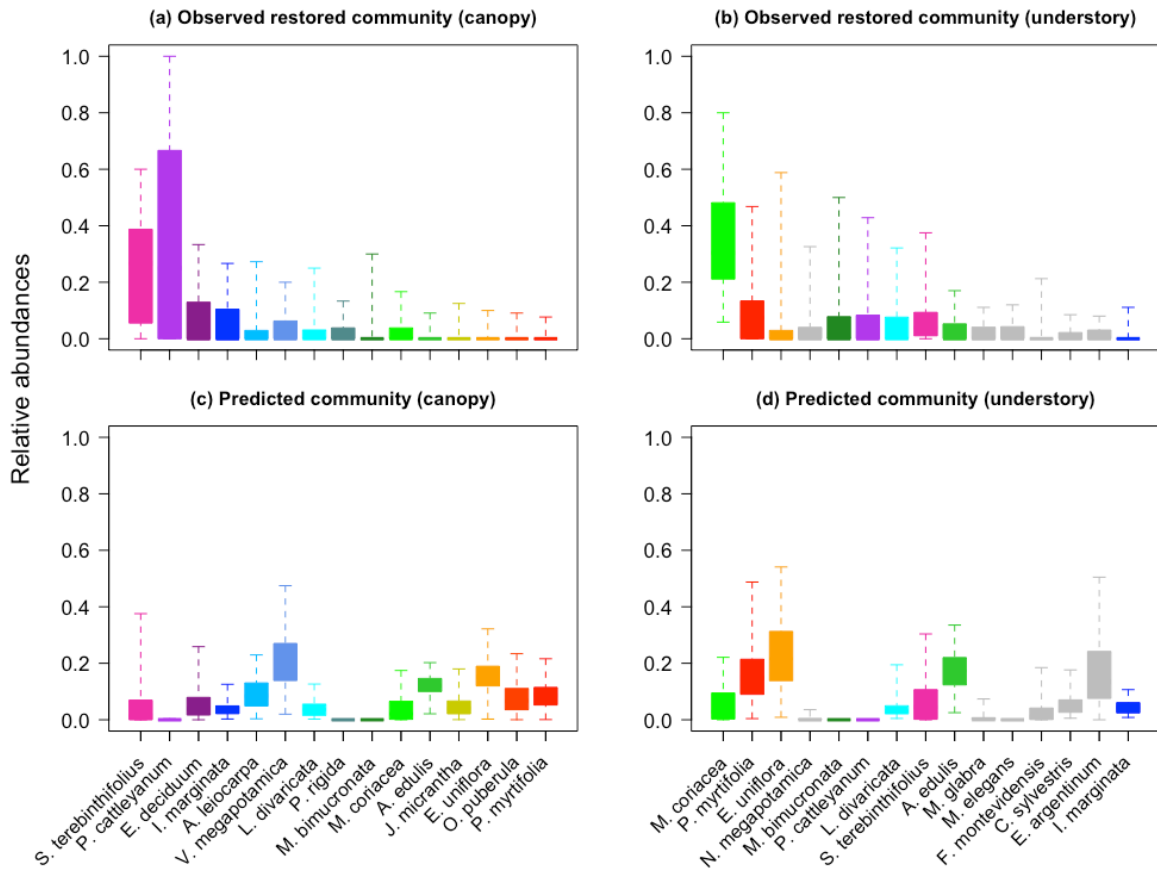 (a) Observed restored community (canopy)
(b) Observed restored community (understory)
1.0
0.8
0.6
0.4
0.2
0.0
1.0
0.8
0.6
0.4
0.2
0.0
Relative abundances
(c) Predicted community (canopy)
(d) Predicted community (understory)
1.0
0.8
0.6
0.4
0.2
0.0
1.0
0.8
0.6
0.4
0.2
0.0
S. terebinthifolius
P. cattleyanum
E. deciduum
I. marginata
A. leiocarpa
V. megapotamica
L. divaricata
P. rigida
M. bimucronata
M. coriacea
A. edulis
J. micrantha
E. uniflora
O. puberula
P. myrtifolia
M. coriacea
P. myrtifolia
E. uniflora
N. megapotamica
M. bimucronata
P. cattleyanum
L. divaricata
S. terebinthifolius
A. edulis
M. glabra
M. elegans
F. montevidensis
C. sylvestris
E. argentinum
I. marginata